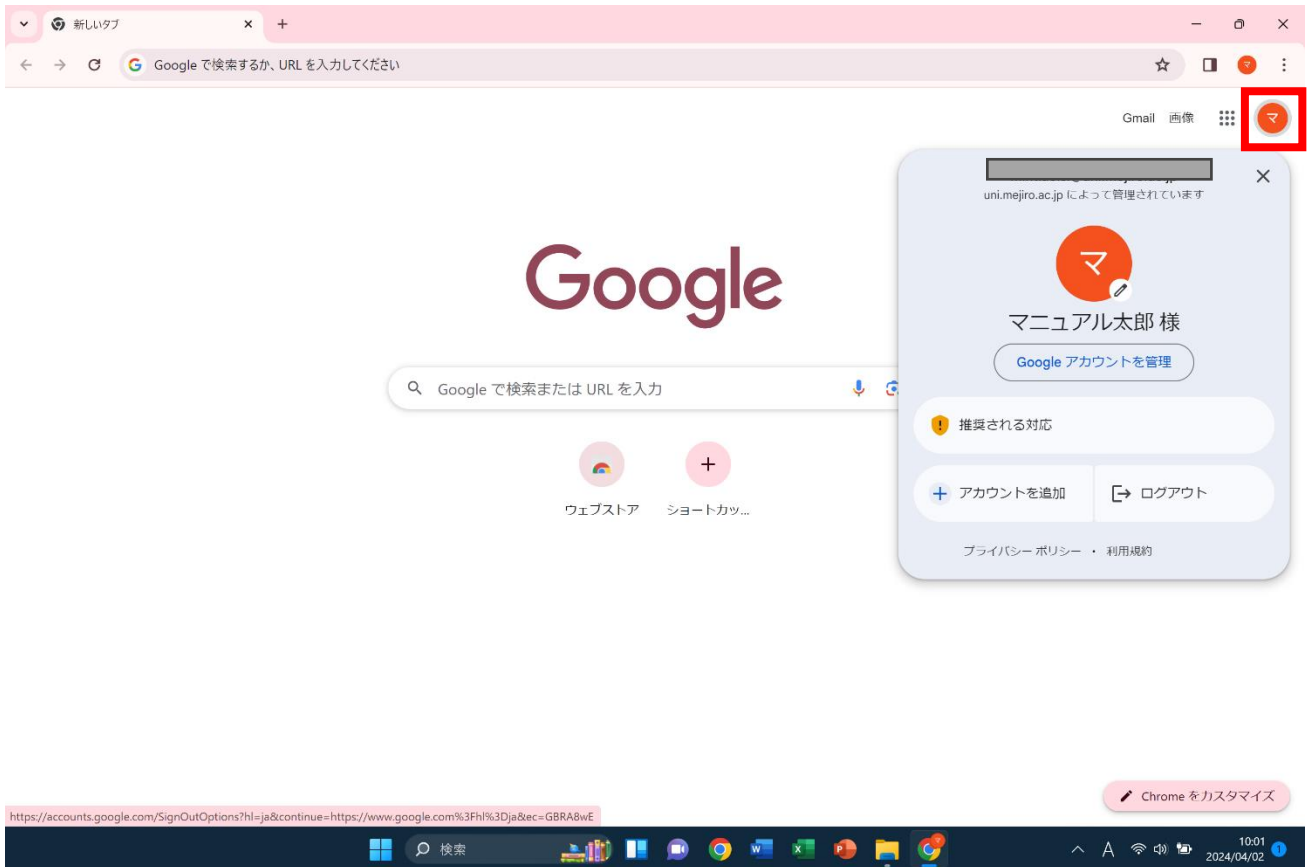 新しいタブ
Google で検索するか、URL を入力してください
マ
Gmail 画像
マ
uni.mejiro.ac.jp によって管理されています
マ
マニュアル太郎 様
Google アカウントを管理
Google
Google で検索または URL を入力
推奨される対応
アカウントを追加 ログアウト
ウェブストア ショートカッ...
プライバシー ポリシー ・ 利用規約
Chrome をカスタマイズ
https://accounts.google.com/SignOutOptions?hl=ja&continue=https://www.google.com%3Fhl%3Dja&ec=GBRA8wE
検索
A
10:01
2024/04/02
1